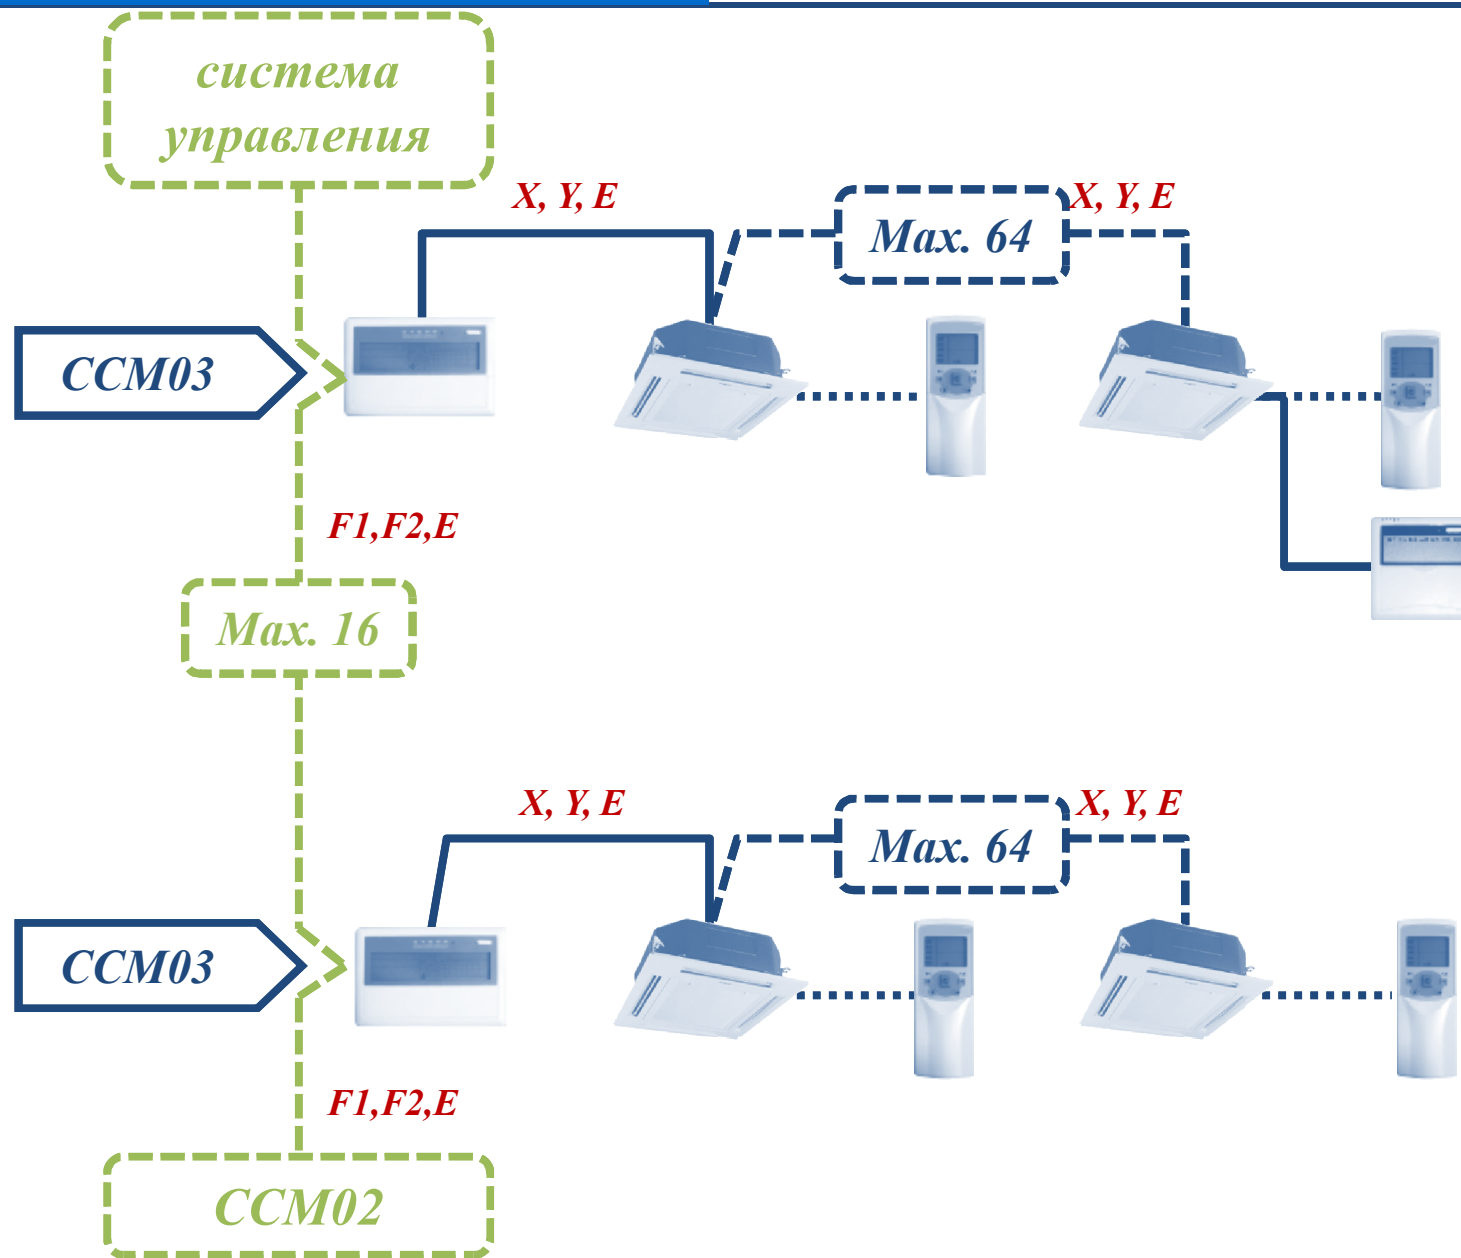 система
управления
X, Y, E
Max. 64
X, Y, E
CCM03
F1,F2,E
Max. 16
X, Y, E
Max. 64
X, Y, E
CCM03
F1,F2,E
CCM02